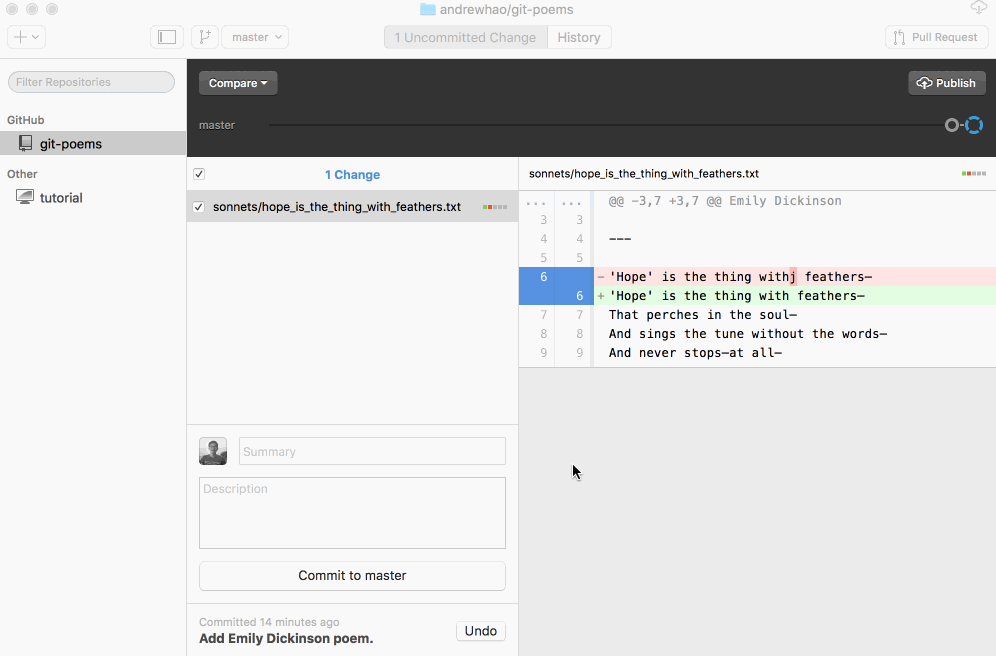 andrewhao/git-poems
master
1 Uncommitted Change
History
Pull Request
Filter Repositories
GitHub
git-poems
Other
tutorial
Compare
Publish
master
1 Change
sonnets/hope_is_the_thing_with_feathers.txt
sonnets/hope_is_the_thing_with_feathers.txt
... ... @@ -3,7 +3,7 @@ Emily Dickinson
3 3
4 4 ———
5 5
6 - 'Hope' is the thing withj feathers—
6 + 'Hope' is the thing with feathers—
7 7 That perches in the soul—
8 8 And sings the tune without the words—
9 9 And never stops—at all—
Summary
Description
Commit to master
Committed 14 minutes ago
Add Emily Dickinson poem.
Undo